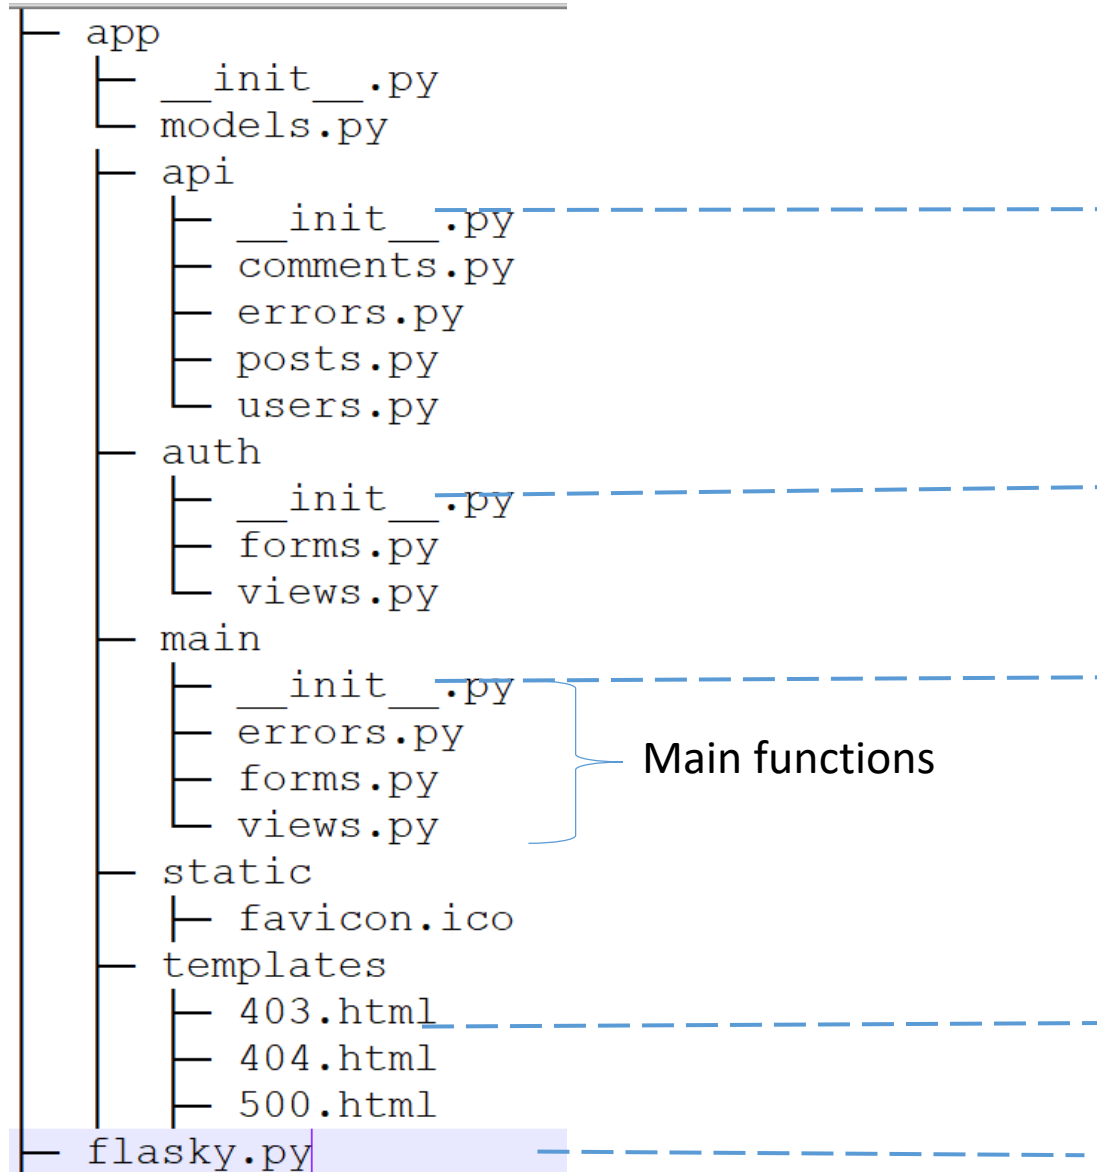 app
__init__.py
models.py
api
__init__.py
comments.py
errors.py
posts.py
users.py
auth
__init__.py
forms.py
views.py
main
__init__.py
errors.py
Main functions
forms.py
views.py
static
favicon.ico
templates
403.html
404.html
500.html
flasky.py